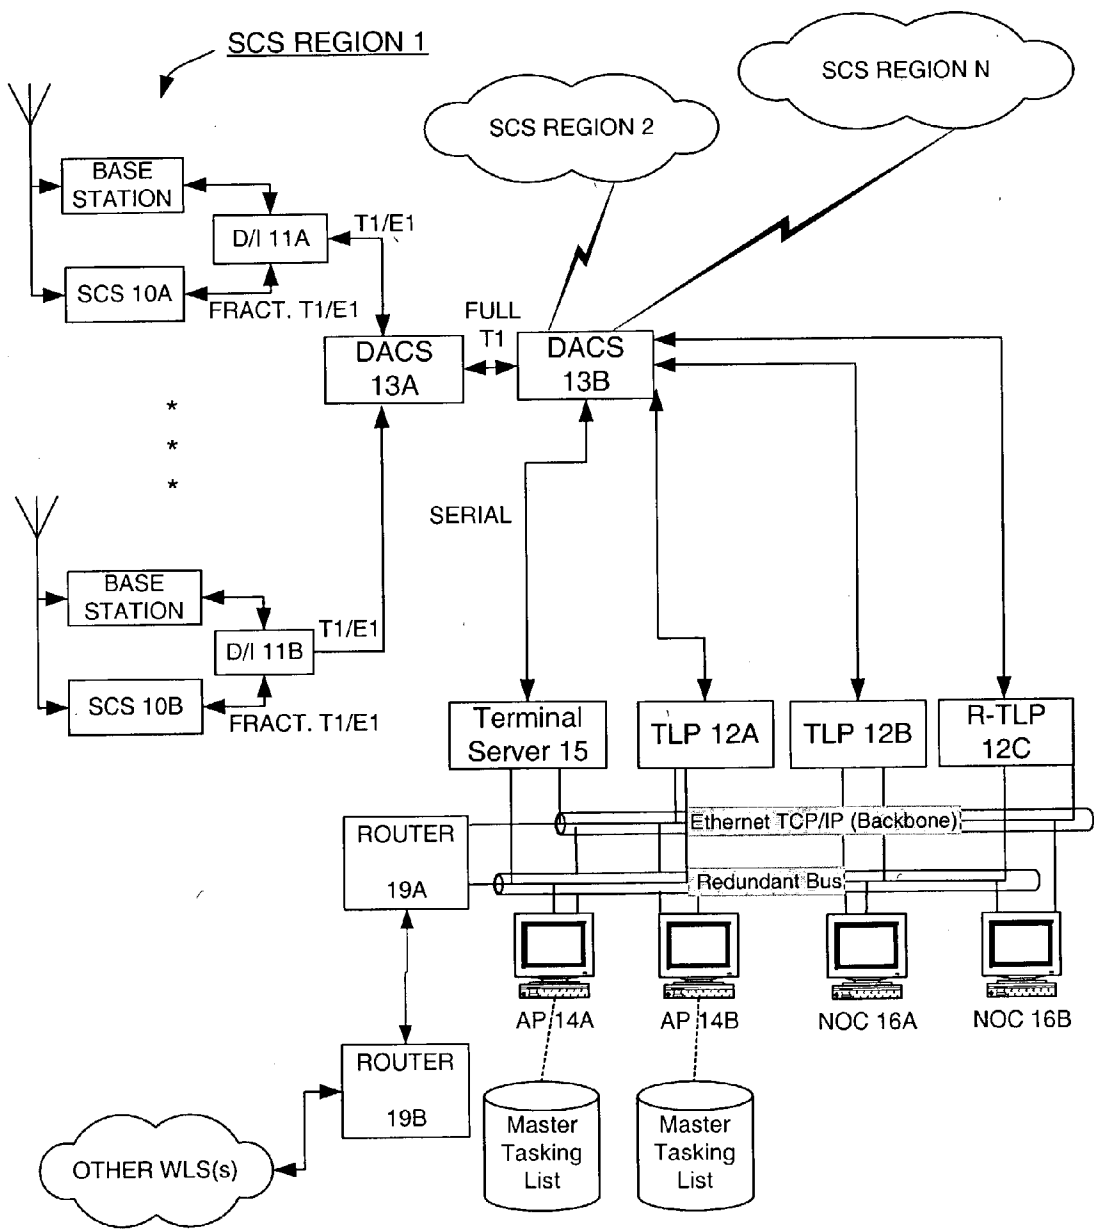 SCS REGION 1
SCS REGION N
SCS REGION 2
BASE
STATION
D/I 11A
T1/E1
SCS 10A
FRACT. T1/E1
FULL
T1
DACS
13A
DACS
13B
*
*
*
SERIAL
BASE
STATION
D/I 11B
T1/E1
SCS 10B
FRACT. T1/E1
Terminal
Server 15
TLP 12A
TLP 12B
R-TLP
12C
Ethernet TCP/IP (Backbone)
ROUTER
19A
Redundant Bus
AP 14A
AP 14B
NOC 16A
NOC 16B
ROUTER
19B
Master
Tasking
List
Master
Tasking
List
OTHER WLS(s)